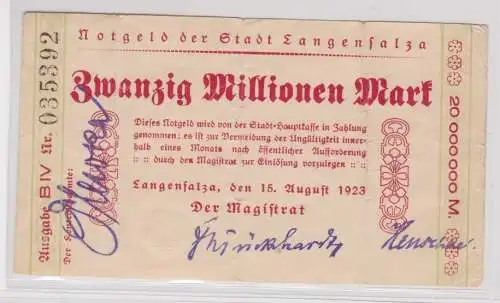 Notgeld der Stadt Langensalza
Zwanzig Millionen Mark
Dieses Notgeld wird von der Stadt-Hauptkasse in Zahlung
genommen; es ist zur Vermeidung der Ungültigkeit inner-
halb eines Monats nach öffentlicher Aufforderung
:: :: durch den Magistrat zur Einlösung vorzulegen :: ::
Langensalza, den 15. August 1923
Der Magistrat
Ausgabe B IV Nr. 035392
20 000 000 M.